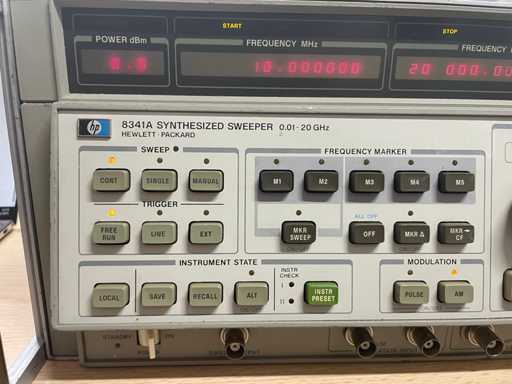 START
STOP
POWER dBm
FREQUENCY MHz
FREQUENCY
0.0
10.000000
20 000.00
hp
8341A SYNTHESIZED SWEEPER 0.01-20 GHz
HEWLETT·PACKARD
SWEEP
FREQUENCY MARKER
CONT
SINGLE
MANUAL
M1
M2
M3
M4
M5
TRIGGER
ALL OFF
FREE RUN
LINE
EXT
MKR SWEEP
OFF
MKR Δ
MKR→ CF
INSTRUMENT STATE
INSTR CHECK
MODULATION
I
II
LOCAL
SAVE
RECALL
ALT
INSTR PRESET
PULSE
AM
STANDBY
ON